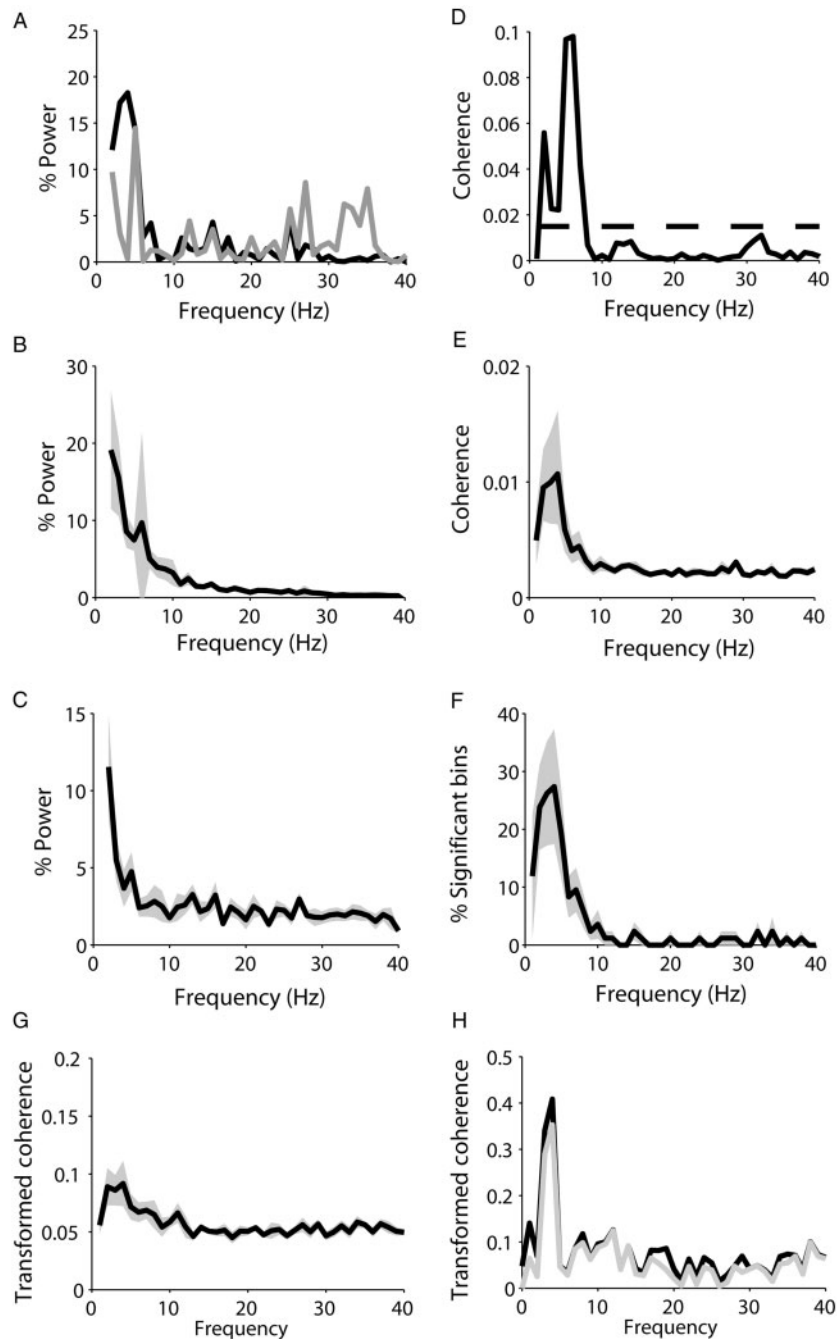 A
25
20
15
10
5
0
% Power
0 10 20 30 40
Frequency (Hz)
D
0.1
0.08
0.06
0.04
0.02
0
Coherence
0 10 20 30 40
Frequency (Hz)
B
30
20
10
0
% Power
0 10 20 30 40
Frequency (Hz)
E
0.02
0.01
0
Coherence
0 10 20 30 40
Frequency (Hz)
C
15
10
5
0
% Power
0 10 20 30 40
Frequency (Hz)
F
40
30
20
10
0
% Significant bins
0 10 20 30 40
Frequency (Hz)
G
0.2
0.15
0.1
0.05
0
Transformed coherence
0 10 20 30 40
Frequency
H
0.5
0.4
0.3
0.2
0.1
0
Transformed coherence
0 10 20 30 40
Frequency